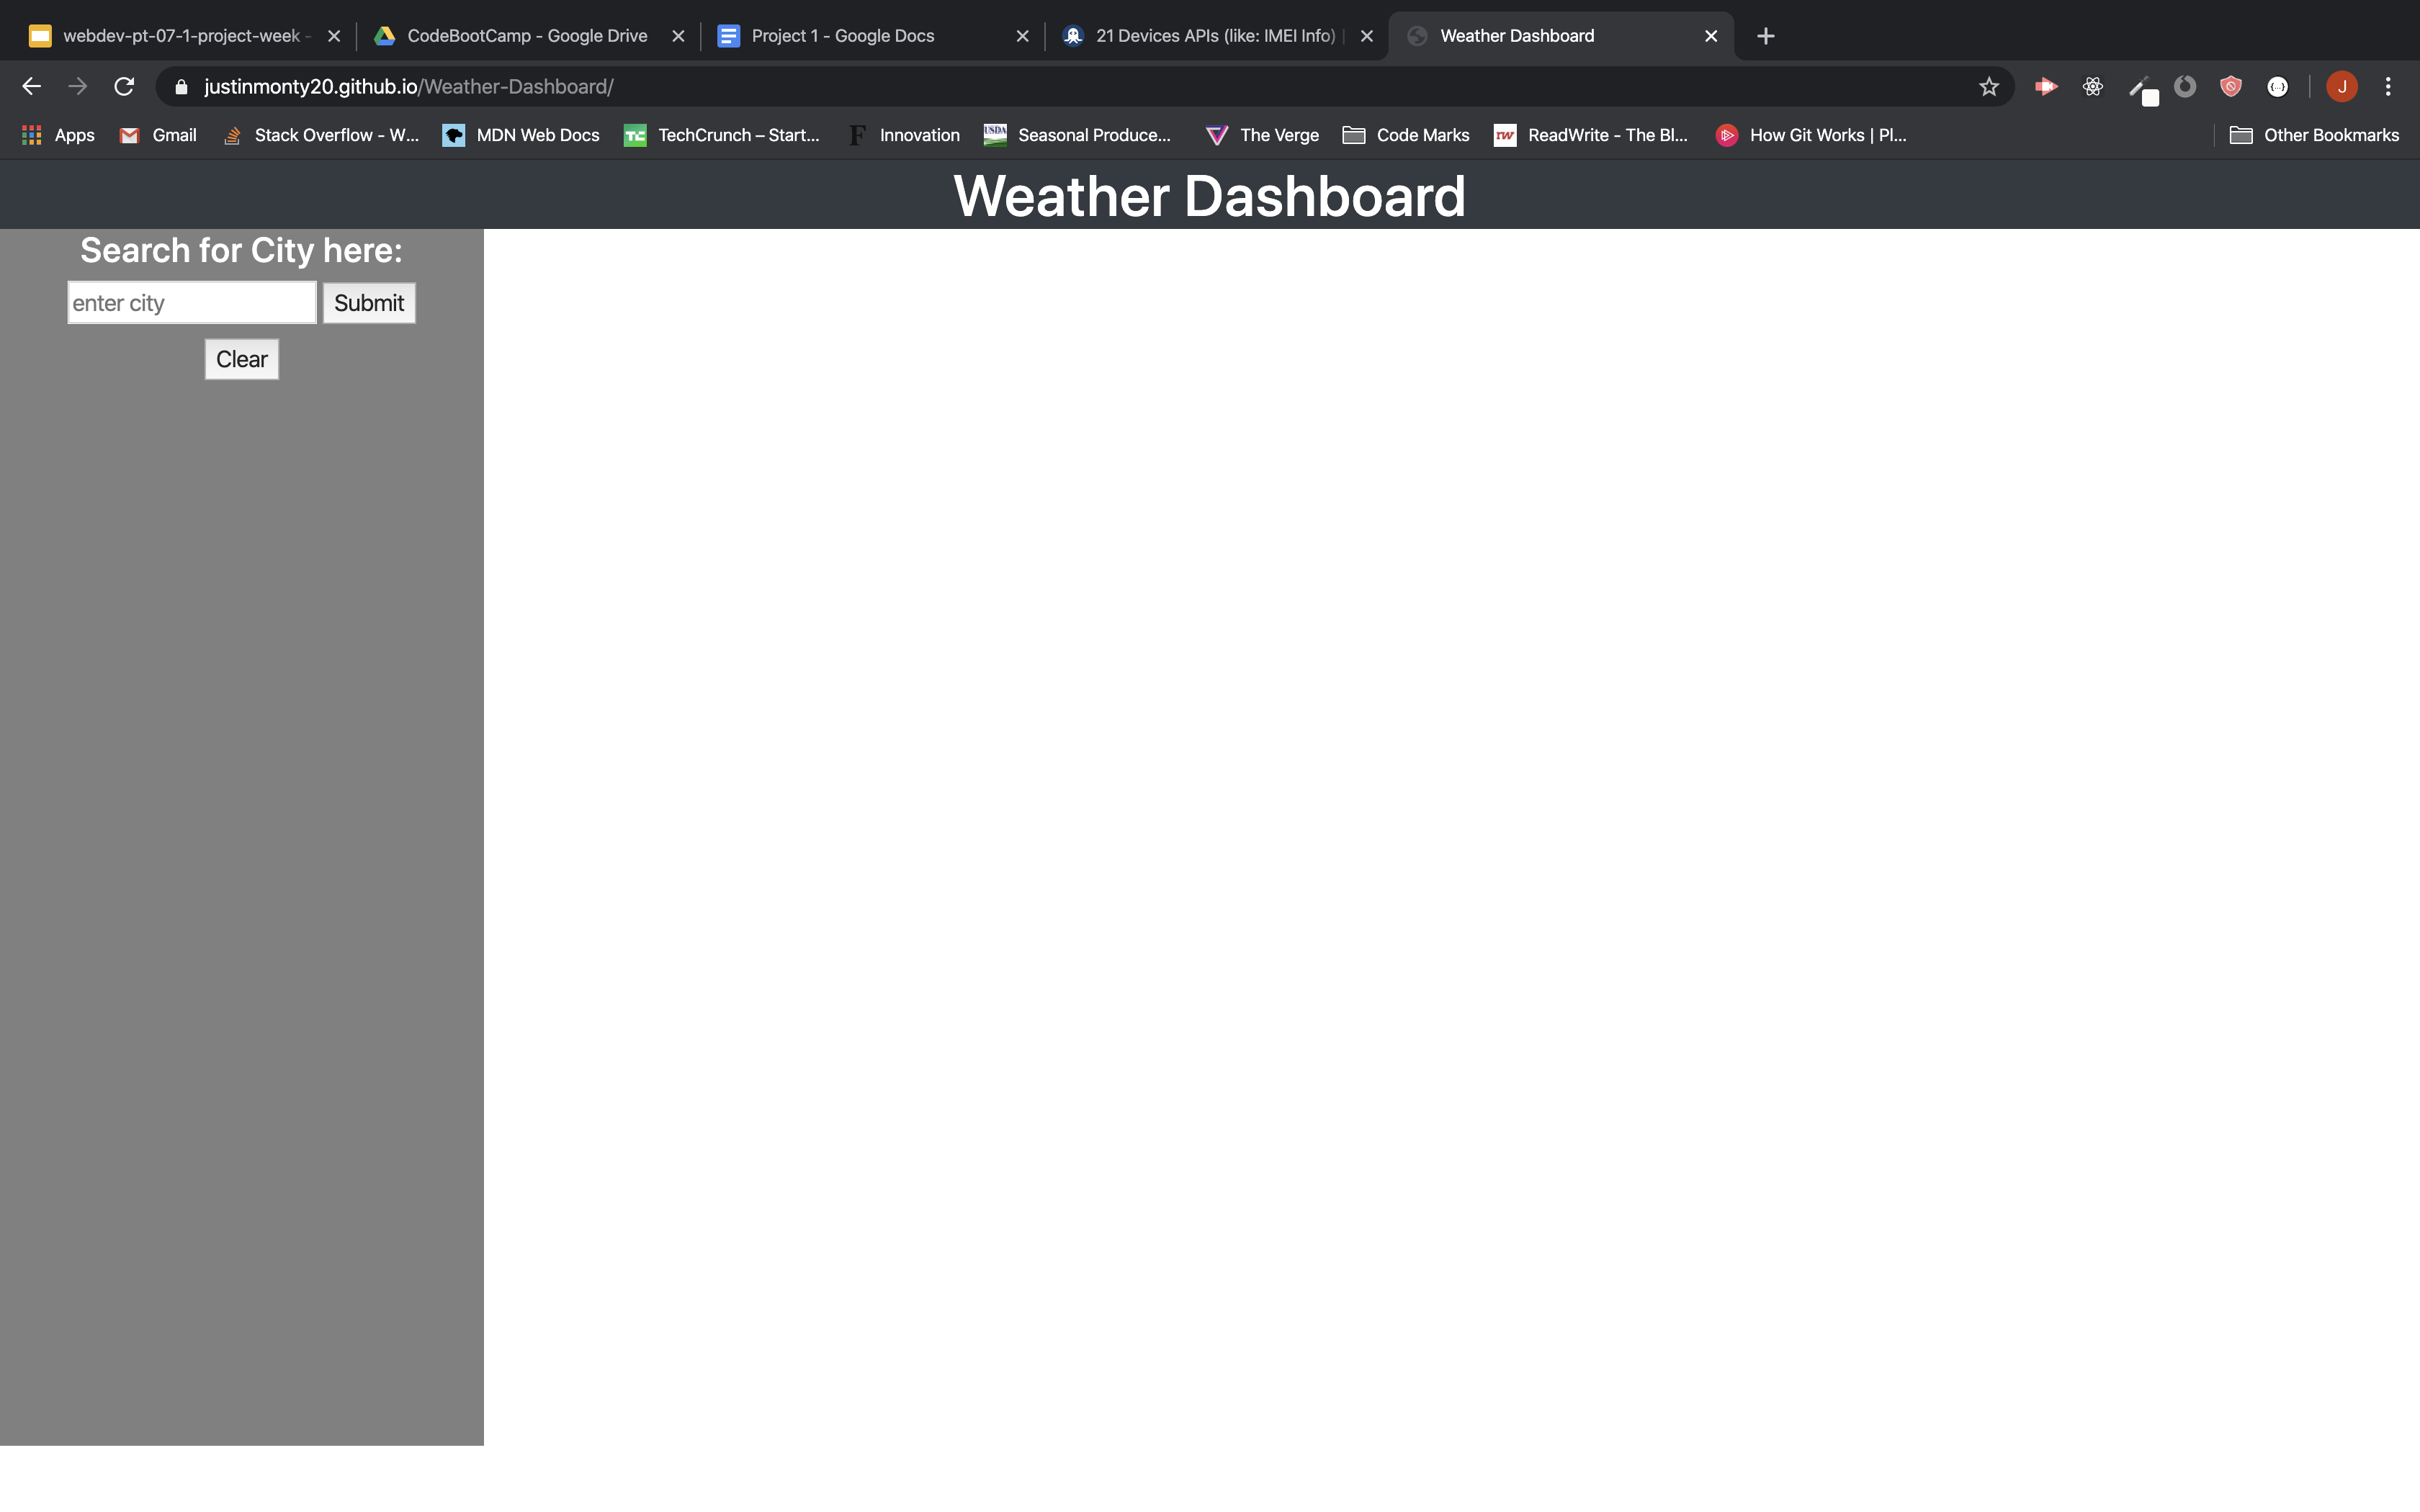 webdev-pt-07-1-project-week -
CodeBootCamp - Google Drive
Project 1 - Google Docs
21 Devices APIs (like: IMEI Info) |
Weather Dashboard
justinmonty20.github.io/Weather-Dashboard/
J
Apps
Gmail
Stack Overflow - W...
MDN Web Docs
TC
TechCrunch – Start...
F
Innovation
USDA
Seasonal Produce...
The Verge
Code Marks
rw
ReadWrite - The Bl...
How Git Works | Pl...
Other Bookmarks
Weather Dashboard
Search for City here:
enter city
Submit
Clear